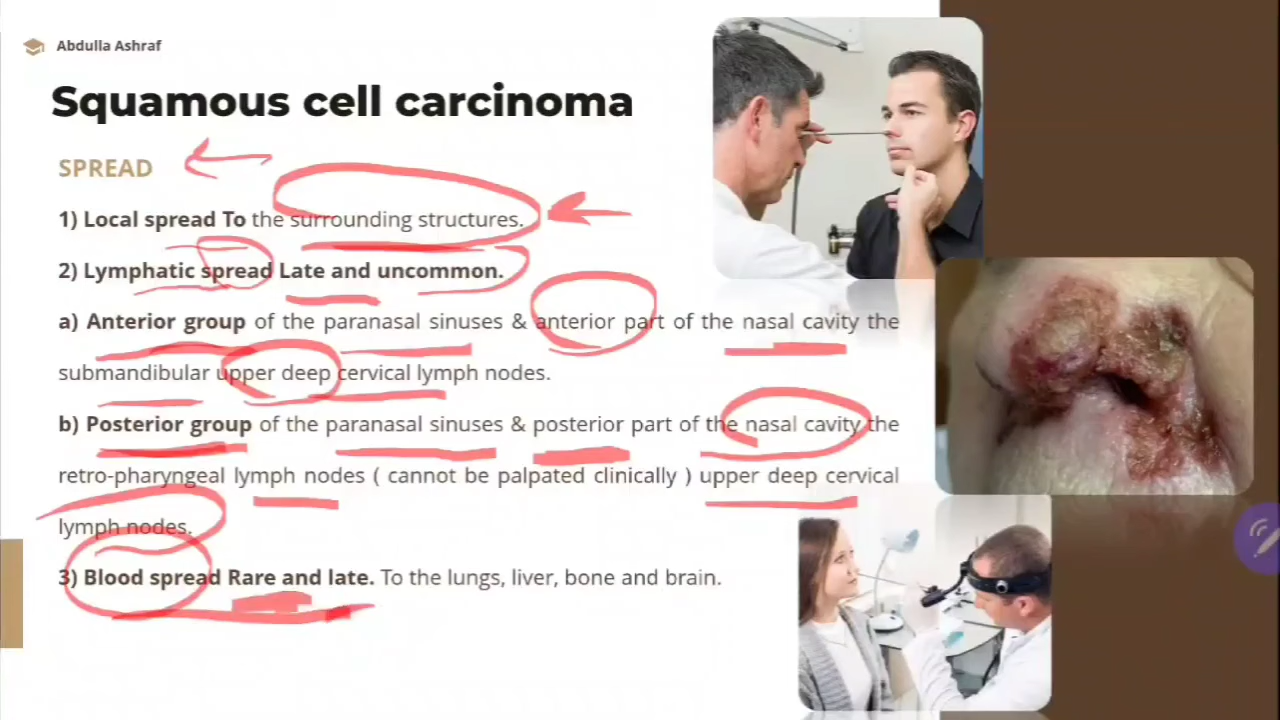 Abdulla Ashraf
Squamous cell carcinoma
SPREAD
1) Local spread To the surrounding structures.
2) Lymphatic spread Late and uncommon.
a) Anterior group of the paranasal sinuses & anterior part of the nasal cavity the
submandibular upper deep cervical lymph nodes.
b) Posterior group of the paranasal sinuses & posterior part of the nasal cavity the
retro-pharyngeal lymph nodes ( cannot be palpated clinically ) upper deep cervical
lymph nodes.
3) Blood spread Rare and late. To the lungs, liver, bone and brain.